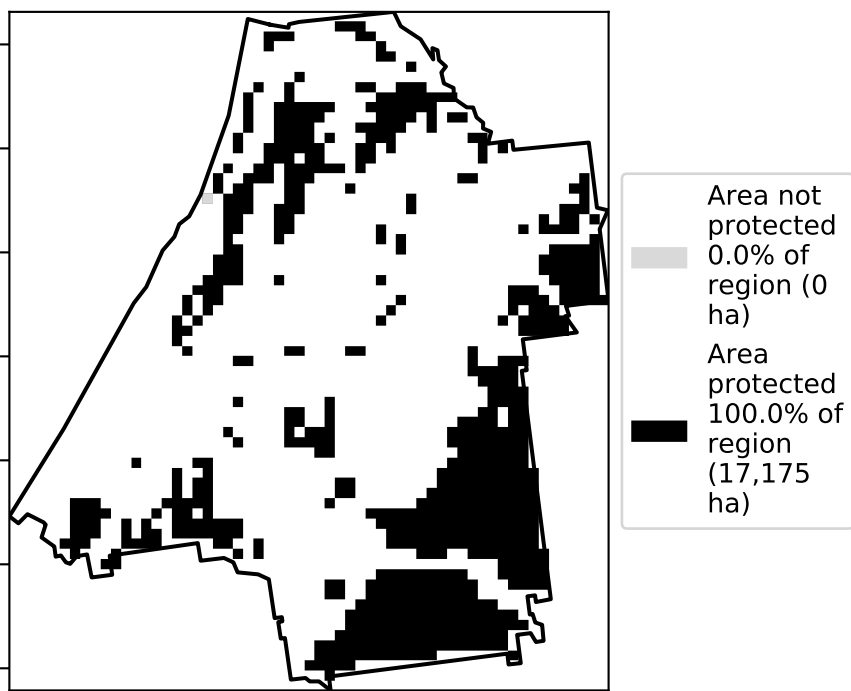 Area not
protected
0.0% of
region (0
ha)
Area
protected
100.0% of
region
(17,175
ha)